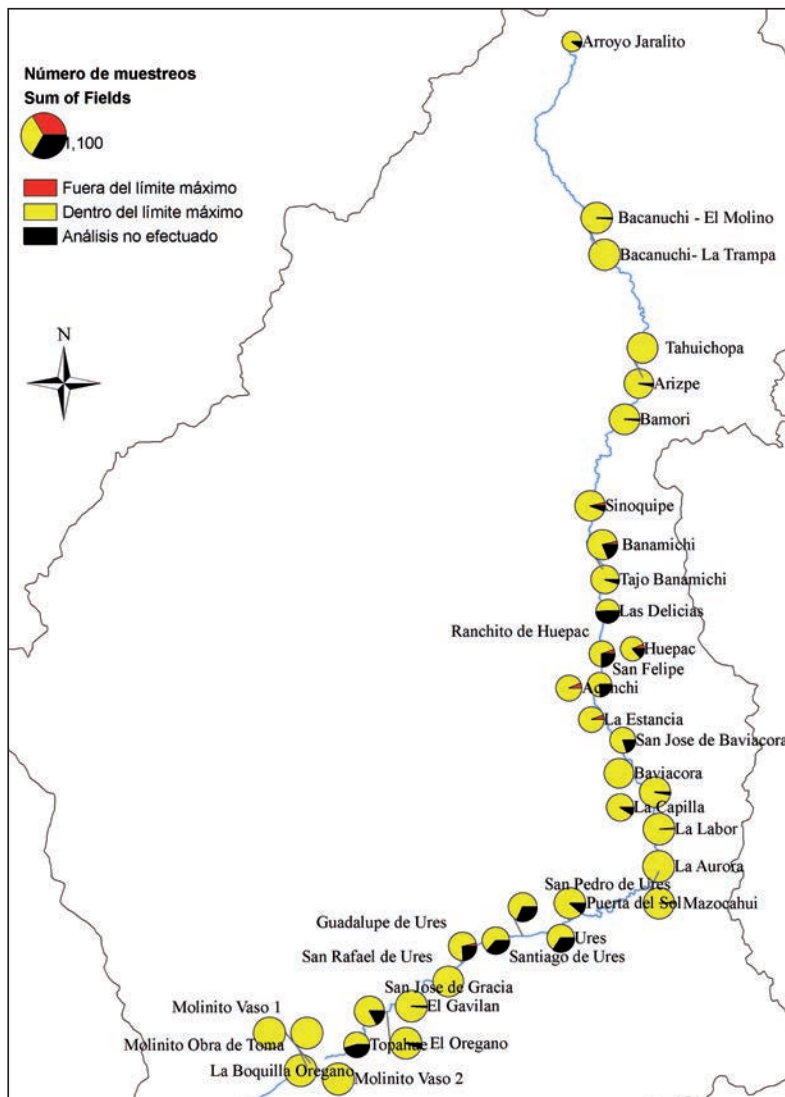 Arroyo Jaralito
Número de muestreos
Sum of Fields
1,100
Fuera del límite máximo
Dentro del límite máximo
Análisis no efectuado
Bacanuchi - El Molino
Bacanuchi- La Trampa
N
Tahuichopa
Arizpe
Bamori
Sinoquipe
Banamichi
Tajo Banamichi
Las Delicias
Ranchito de Huepac
Huepac
San Felipe
Aconchi
La Estancia
San Jose de Baviacora
Baviacora
La Capilla
La Labor
La Aurora
San Pedro de Ures
Puerta del Sol
Mazocahui
Guadalupe de Ures
Ures
San Rafael de Ures
Santiago de Ures
San Jose de Gracia
El Gavilan
Molinito Vaso 1
Molinito Obra de Toma
Topahue
El Oregano
La Boquilla Oregano
Molinito Vaso 2